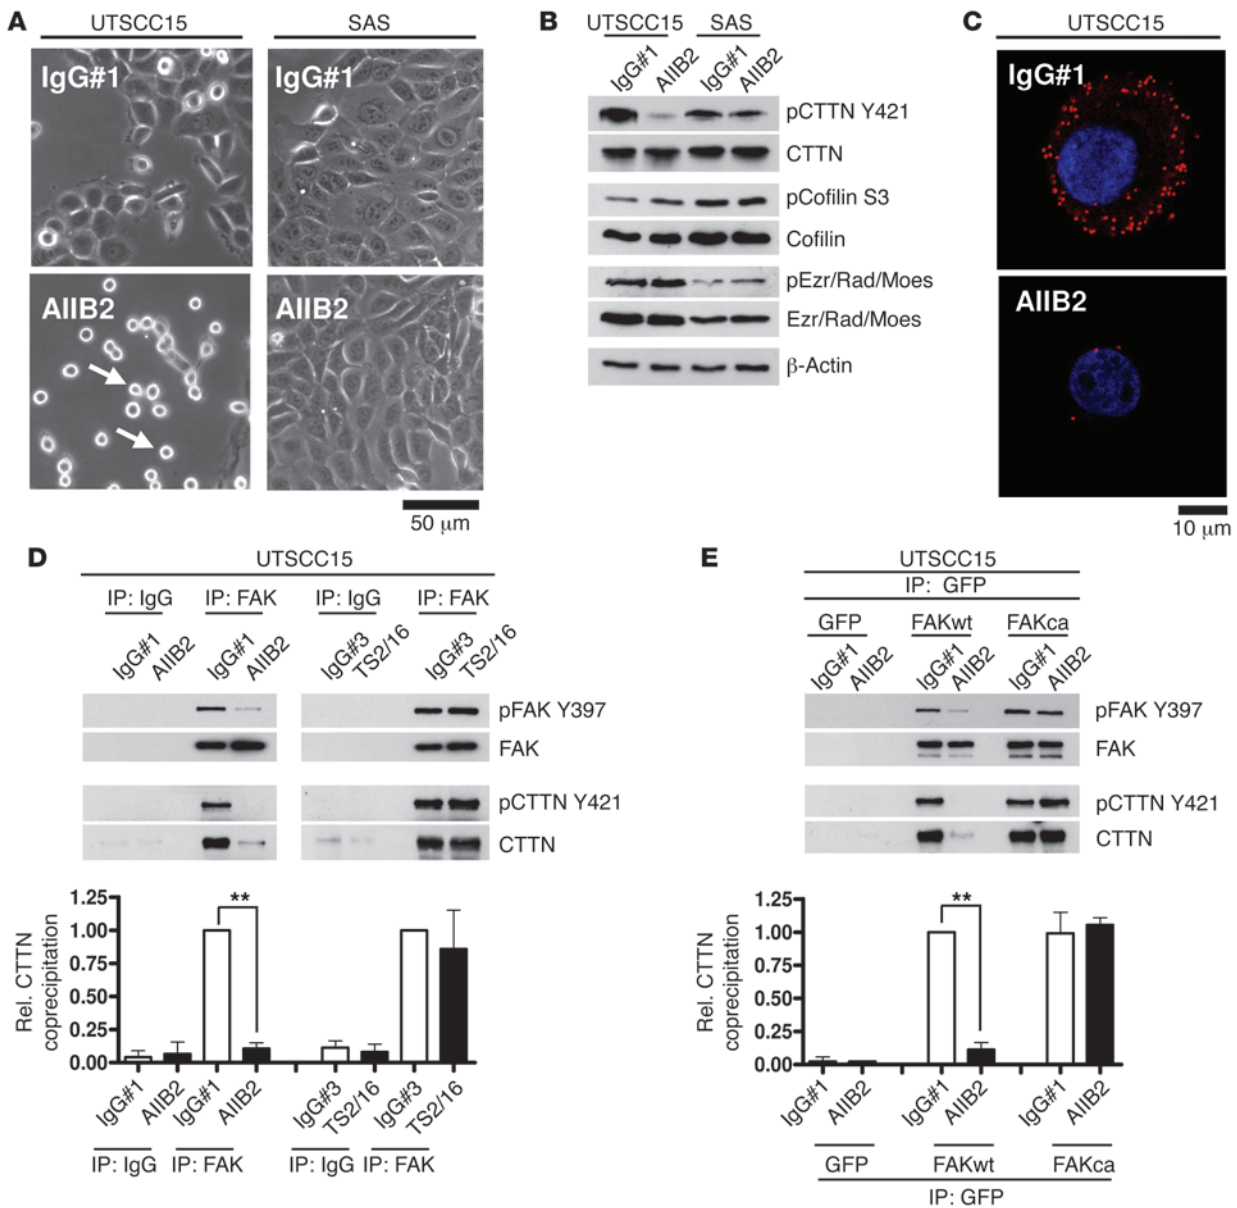 A
UTSCC15 SAS
IgG#1 IgG#1
AIIB2 AIIB2
50 μm
B
UTSCC15 SAS
IgG#1 AIIB2 IgG#1 AIIB2
pCTTN Y421
CTTN
pCofilin S3
Cofilin
pEzr/Rad/Moes
Ezr/Rad/Moes
β-Actin
C
UTSCC15
IgG#1
AIIB2
10 μm
D
UTSCC15
IP: IgG IP: FAK IP: IgG IP: FAK
IgG#1 AIIB2 IgG#1 AIIB2 IgG#3 TS2/16 IgG#3 TS2/16
pFAK Y397
FAK
pCTTN Y421
CTTN
Rel. CTTN
coprecipitation
1.25
1.00
0.75
0.50
0.25
0.00
**
IgG#1 AIIB2 IgG#1 AIIB2 IgG#3 TS2/16 IgG#3 TS2/16
IP: IgG IP: FAK IP: IgG IP: FAK
E
UTSCC15
IP: GFP
GFP FAKwt FAKca
IgG#1 AIIB2 IgG#1 AIIB2 IgG#1 AIIB2
pFAK Y397
FAK
pCTTN Y421
CTTN
Rel. CTTN
coprecipitation
1.25
1.00
0.75
0.50
0.25
0.00
**
IgG#1 AIIB2 IgG#1 AIIB2 IgG#1 AIIB2
GFP FAKwt FAKca
IP: GFP